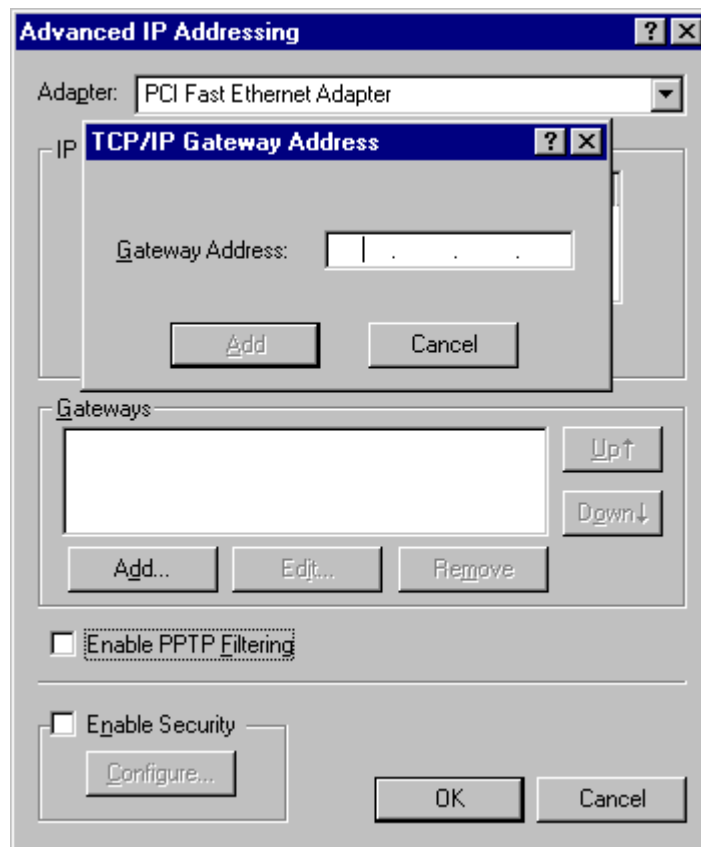 Advanced IP Addressing
Adapter: PCI Fast Ethernet Adapter
IP
TCP/IP Gateway Address
Gateway Address: . . .
Add
Cancel
Gateways
Up↑
Down↓
Add...
Edit...
Remove
Enable PPTP Filtering
Enable Security
Configure...
OK
Cancel